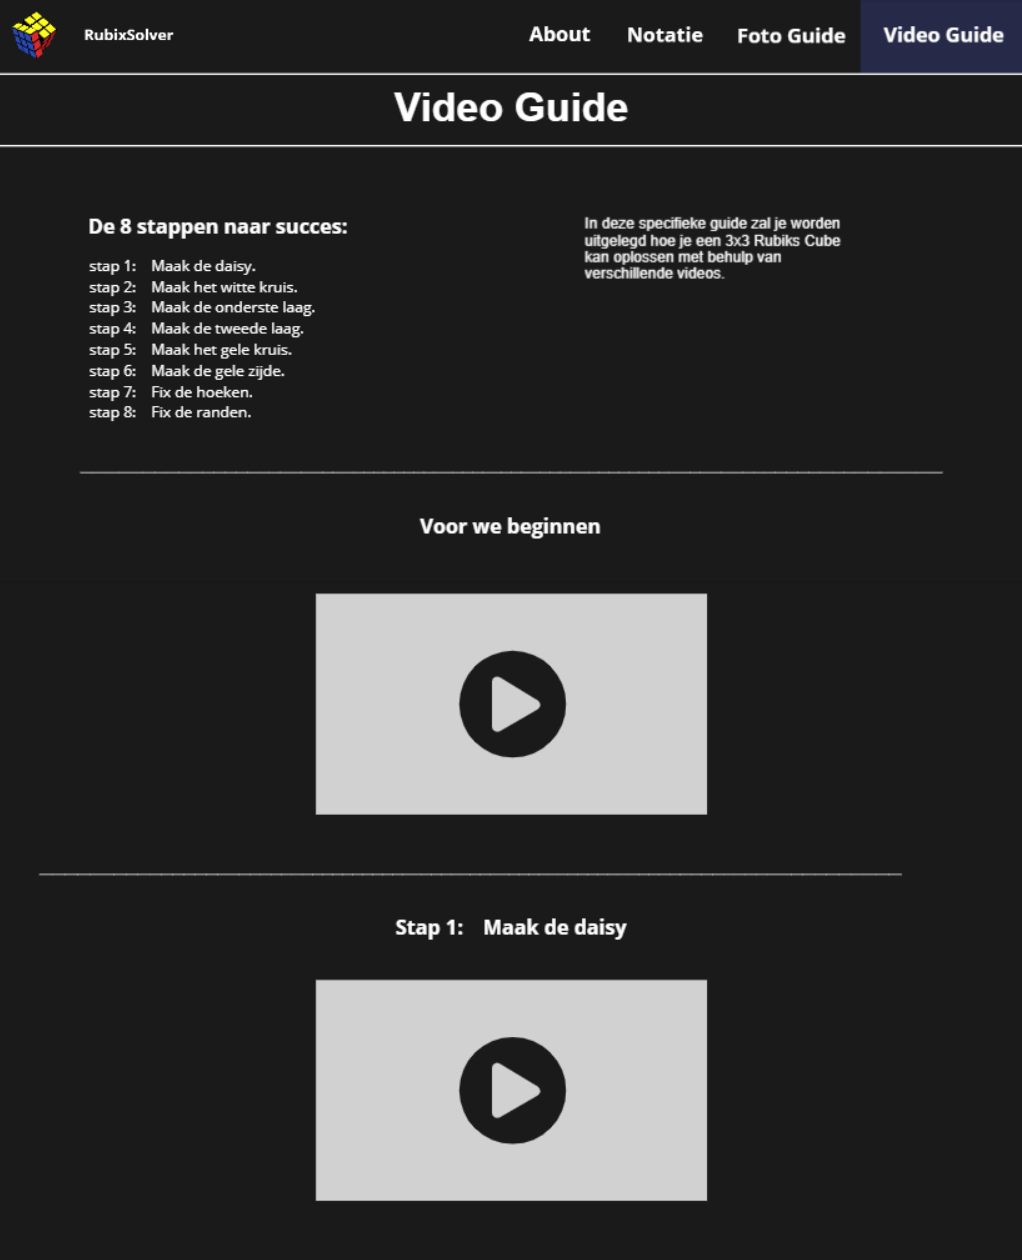 RubixSolver
About
Notatie
Foto Guide
Video Guide
Video Guide
De 8 stappen naar succes:
stap 1: Maak de daisy.
stap 2: Maak het witte kruis.
stap 3: Maak de onderste laag.
stap 4: Maak de tweede laag.
stap 5: Maak het gele kruis.
stap 6: Maak de gele zijde.
stap 7: Fix de hoeken.
stap 8: Fix de randen.
In deze specifieke guide zal je worden
uitgelegd hoe je een 3x3 Rubiks Cube
kan oplossen met behulp van
verschillende videos.
Voor we beginnen
Stap 1: Maak de daisy